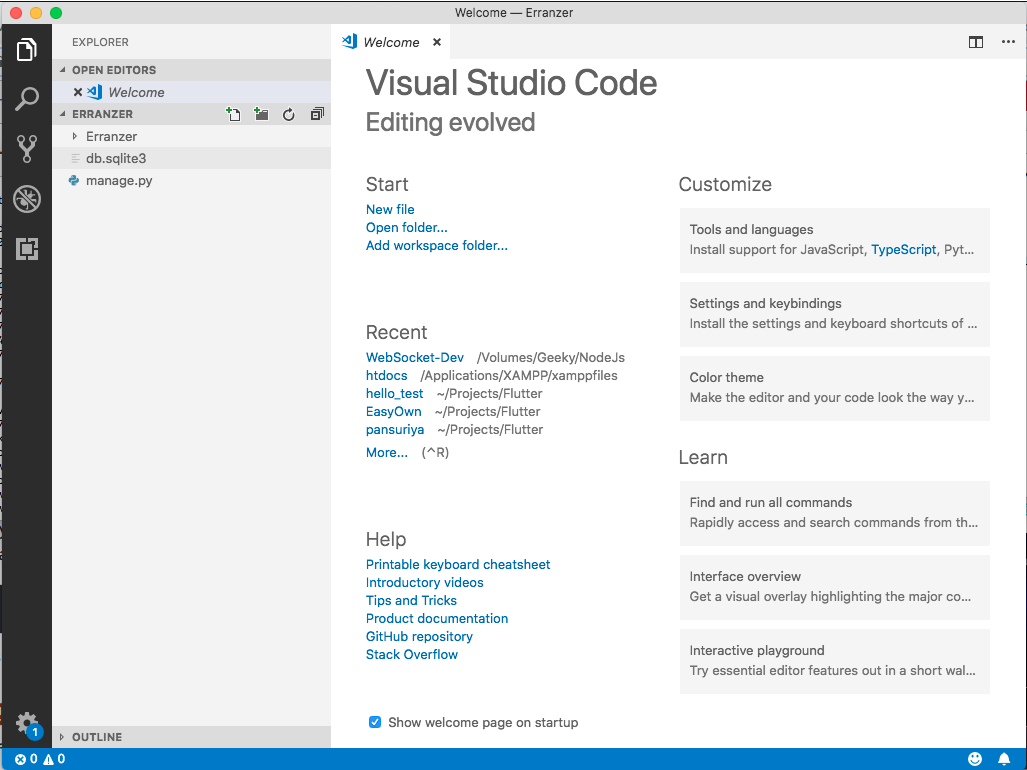 Welcome — Erranzer
EXPLORER
OPEN EDITORS
Welcome
ERRANZER
Erranzer
db.sqlite3
manage.py
OUTLINE
Welcome
Visual Studio Code
Editing evolved
Start
New file
Open folder...
Add workspace folder...
Recent
WebSocket-Dev /Volumes/Geeky/NodeJs
htdocs /Applications/XAMPP/xamppfiles
hello_test ~/Projects/Flutter
EasyOwn ~/Projects/Flutter
pansuriya ~/Projects/Flutter
More... (^R)
Help
Printable keyboard cheatsheet
Introductory videos
Tips and Tricks
Product documentation
GitHub repository
Stack Overflow
Show welcome page on startup
Customize
Tools and languages
Install support for JavaScript, TypeScript, Pyt...
Settings and keybindings
Install the settings and keyboard shortcuts of ...
Color theme
Make the editor and your code look the way y...
Learn
Find and run all commands
Rapidly access and search commands from th...
Interface overview
Get a visual overlay highlighting the major co...
Interactive playground
Try essential editor features out in a short wal...
1
0 0